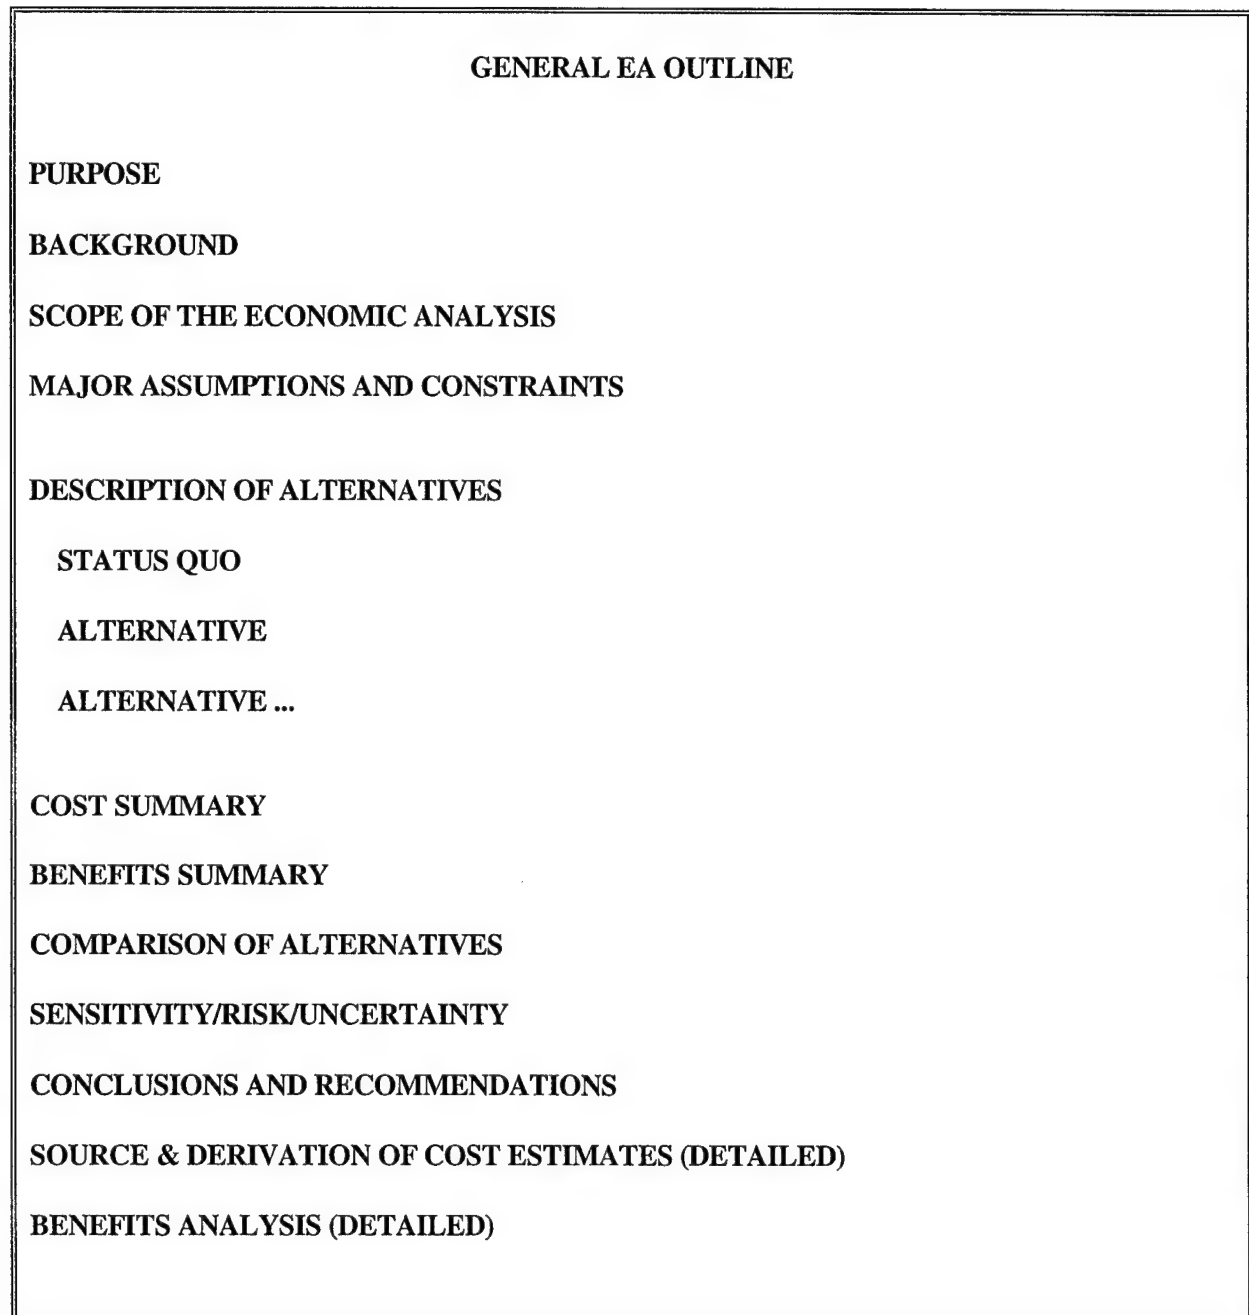 GENERAL EA OUTLINE
PURPOSE
BACKGROUND
SCOPE OF THE ECONOMIC ANALYSIS
MAJOR ASSUMPTIONS AND CONSTRAINTS
DESCRIPTION OF ALTERNATIVES
STATUS QUO
ALTERNATIVE
ALTERNATIVE ...
COST SUMMARY
BENEFITS SUMMARY
COMPARISON OF ALTERNATIVES
SENSITIVITY/RISK/UNCERTAINTY
CONCLUSIONS AND RECOMMENDATIONS
SOURCE & DERIVATION OF COST ESTIMATES (DETAILED)
BENEFITS ANALYSIS (DETAILED)